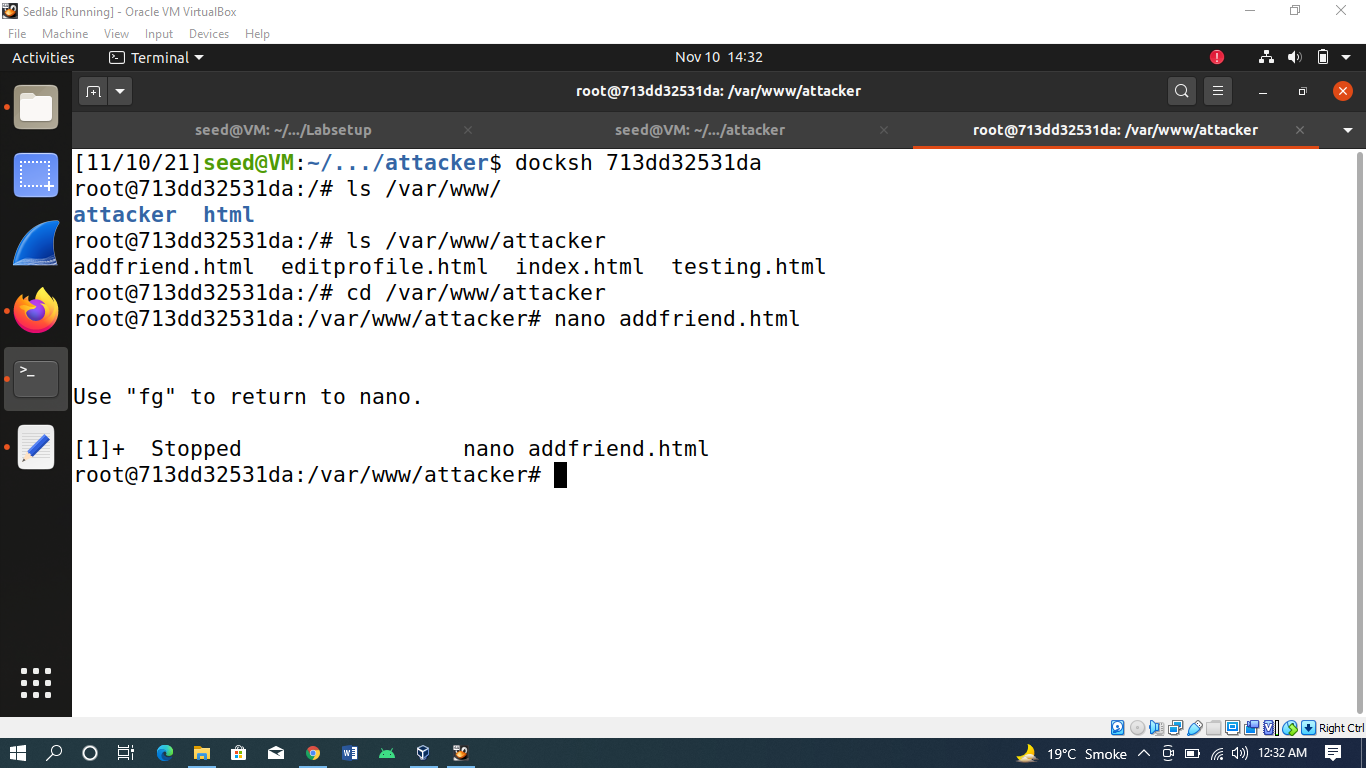 Sedlab [Running] - Oracle VM VirtualBox
File Machine View Input Devices Help
Activities Terminal Nov 10 14:32
root@713dd32531da: /var/www/attacker
seed@VM: ~/.../Labsetup seed@VM: ~/.../attacker root@713dd32531da: /var/www/attacker
[11/10/21]seed@VM:~/.../attacker$ docksh 713dd32531da
root@713dd32531da:/# ls /var/www/
attacker html
root@713dd32531da:/# ls /var/www/attacker
addfriend.html editprofile.html index.html testing.html
root@713dd32531da:/# cd /var/www/attacker
root@713dd32531da:/var/www/attacker# nano addfriend.html
Use "fg" to return to nano.
[1]+ Stopped nano addfriend.html
root@713dd32531da:/var/www/attacker#
Right Ctrl
19°C Smoke 12:32 AM